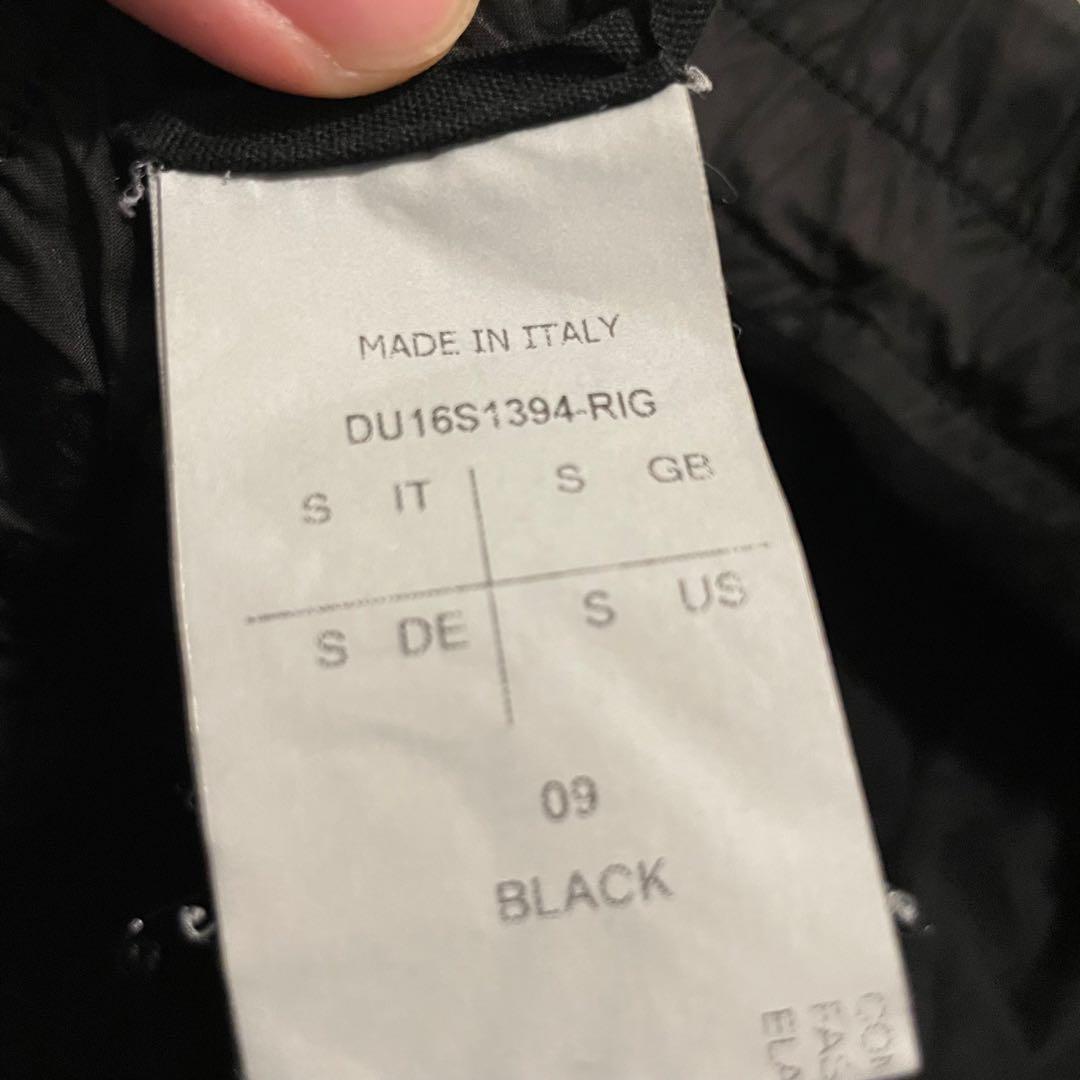 MADE IN ITALY
DU16S1394-RIG
S IT S GB
S DE S US
09
BLACK